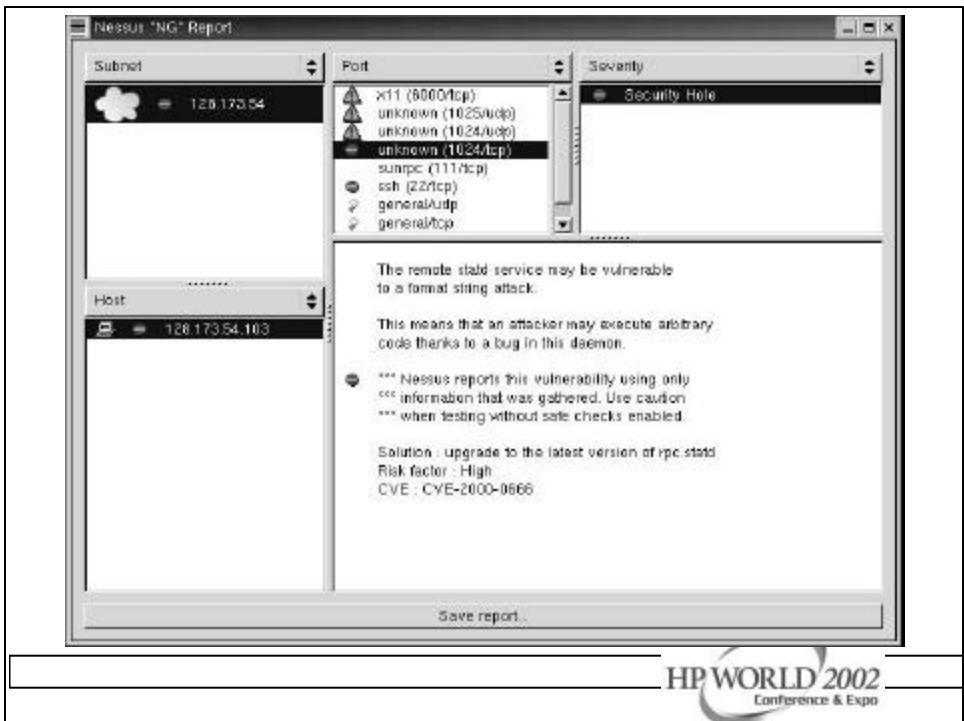 Nessus "NG" Report
Subnet
128.173.54
Port
x11 (6000/tcp)
unknown (1025/udp)
unknown (1024/udp)
unknown (1024/tcp)
sunrpc (111/tcp)
ssh (22/tcp)
general/udp
general/tcp
Severity
Security Hole
Host
128.173.54.103
The remote statd service may be vulnerable
to a format string attack.
This means that an attacker may execute arbitrary
code thanks to a bug in this daemon.
*** Nessus reports this vulnerability using only
*** information that was gathered. Use caution
*** when testing without safe checks enabled.
Solution : upgrade to the latest version of rpc.statd
Risk factor : High
CVE : CVE-2000-0666
Save report..
HP WORLD 2002
Conference & Expo